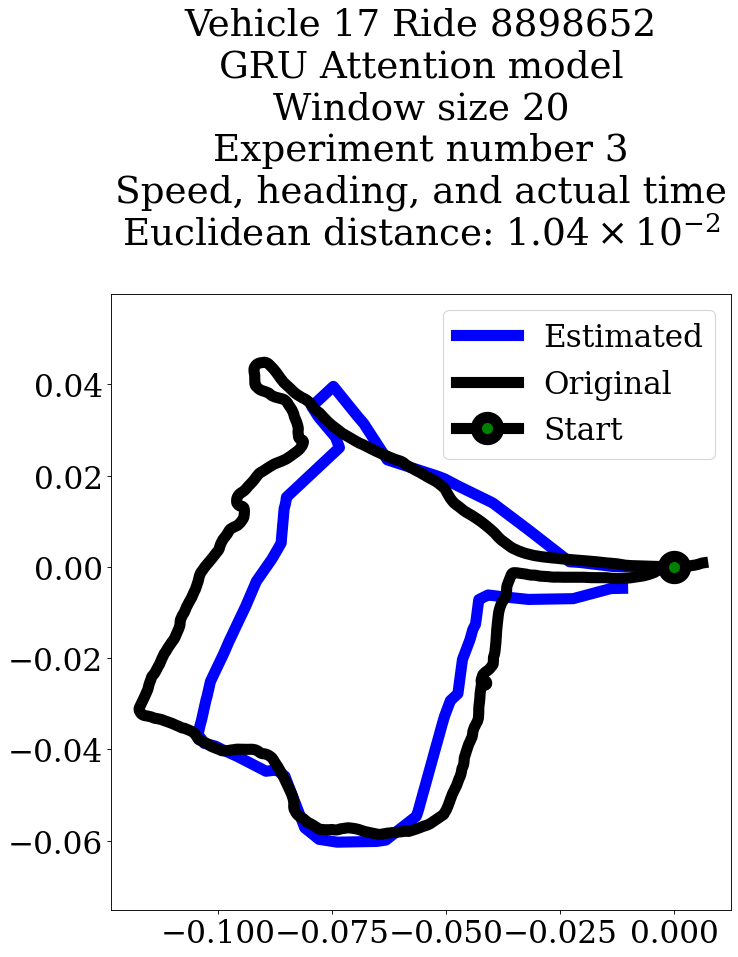 Vehicle 17 Ride 8898652
GRU Attention model
Window size 20
Experiment number 3
Speed, heading, and actual time
Euclidean distance: 1.04 × 10⁻²
Estimated
Original
Start
0.04
0.02
0.00
−0.02
−0.04
−0.06
−0.100 −0.075 −0.050 −0.025 0.000